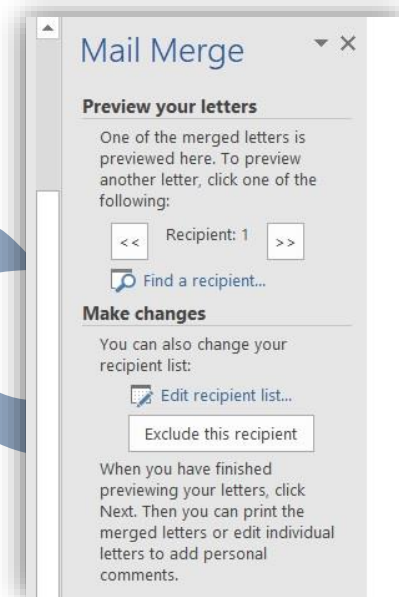 Mail Merge
Preview your letters
One of the merged letters is
previewed here. To preview
another letter, click one of the
following:
<< Recipient: 1 >>
Find a recipient...
Make changes
You can also change your
recipient list:
Edit recipient list...
Exclude this recipient
When you have finished
previewing your letters, click
Next. Then you can print the
merged letters or edit individual
letters to add personal
comments.